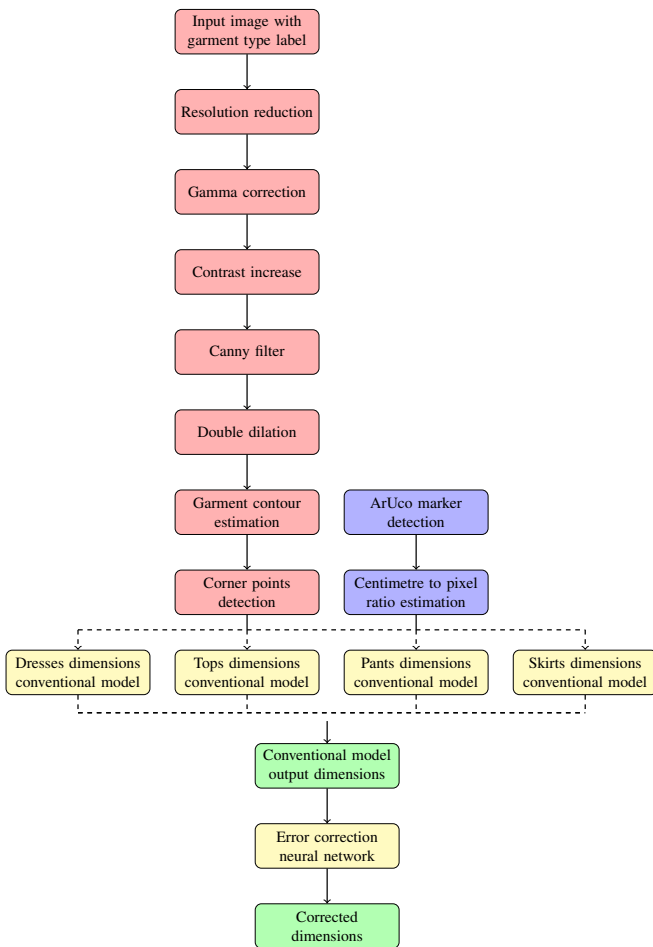 Input image with
garment type label
Resolution reduction
Gamma correction
Contrast increase
Canny filter
Double dilation
Garment contour
estimation
ArUco marker
detection
Corner points
detection
Centimetre to pixel
ratio estimation
Dresses dimensions
conventional model
Tops dimensions
conventional model
Pants dimensions
conventional model
Skirts dimensions
conventional model
Conventional model
output dimensions
Error correction
neural network
Corrected
dimensions